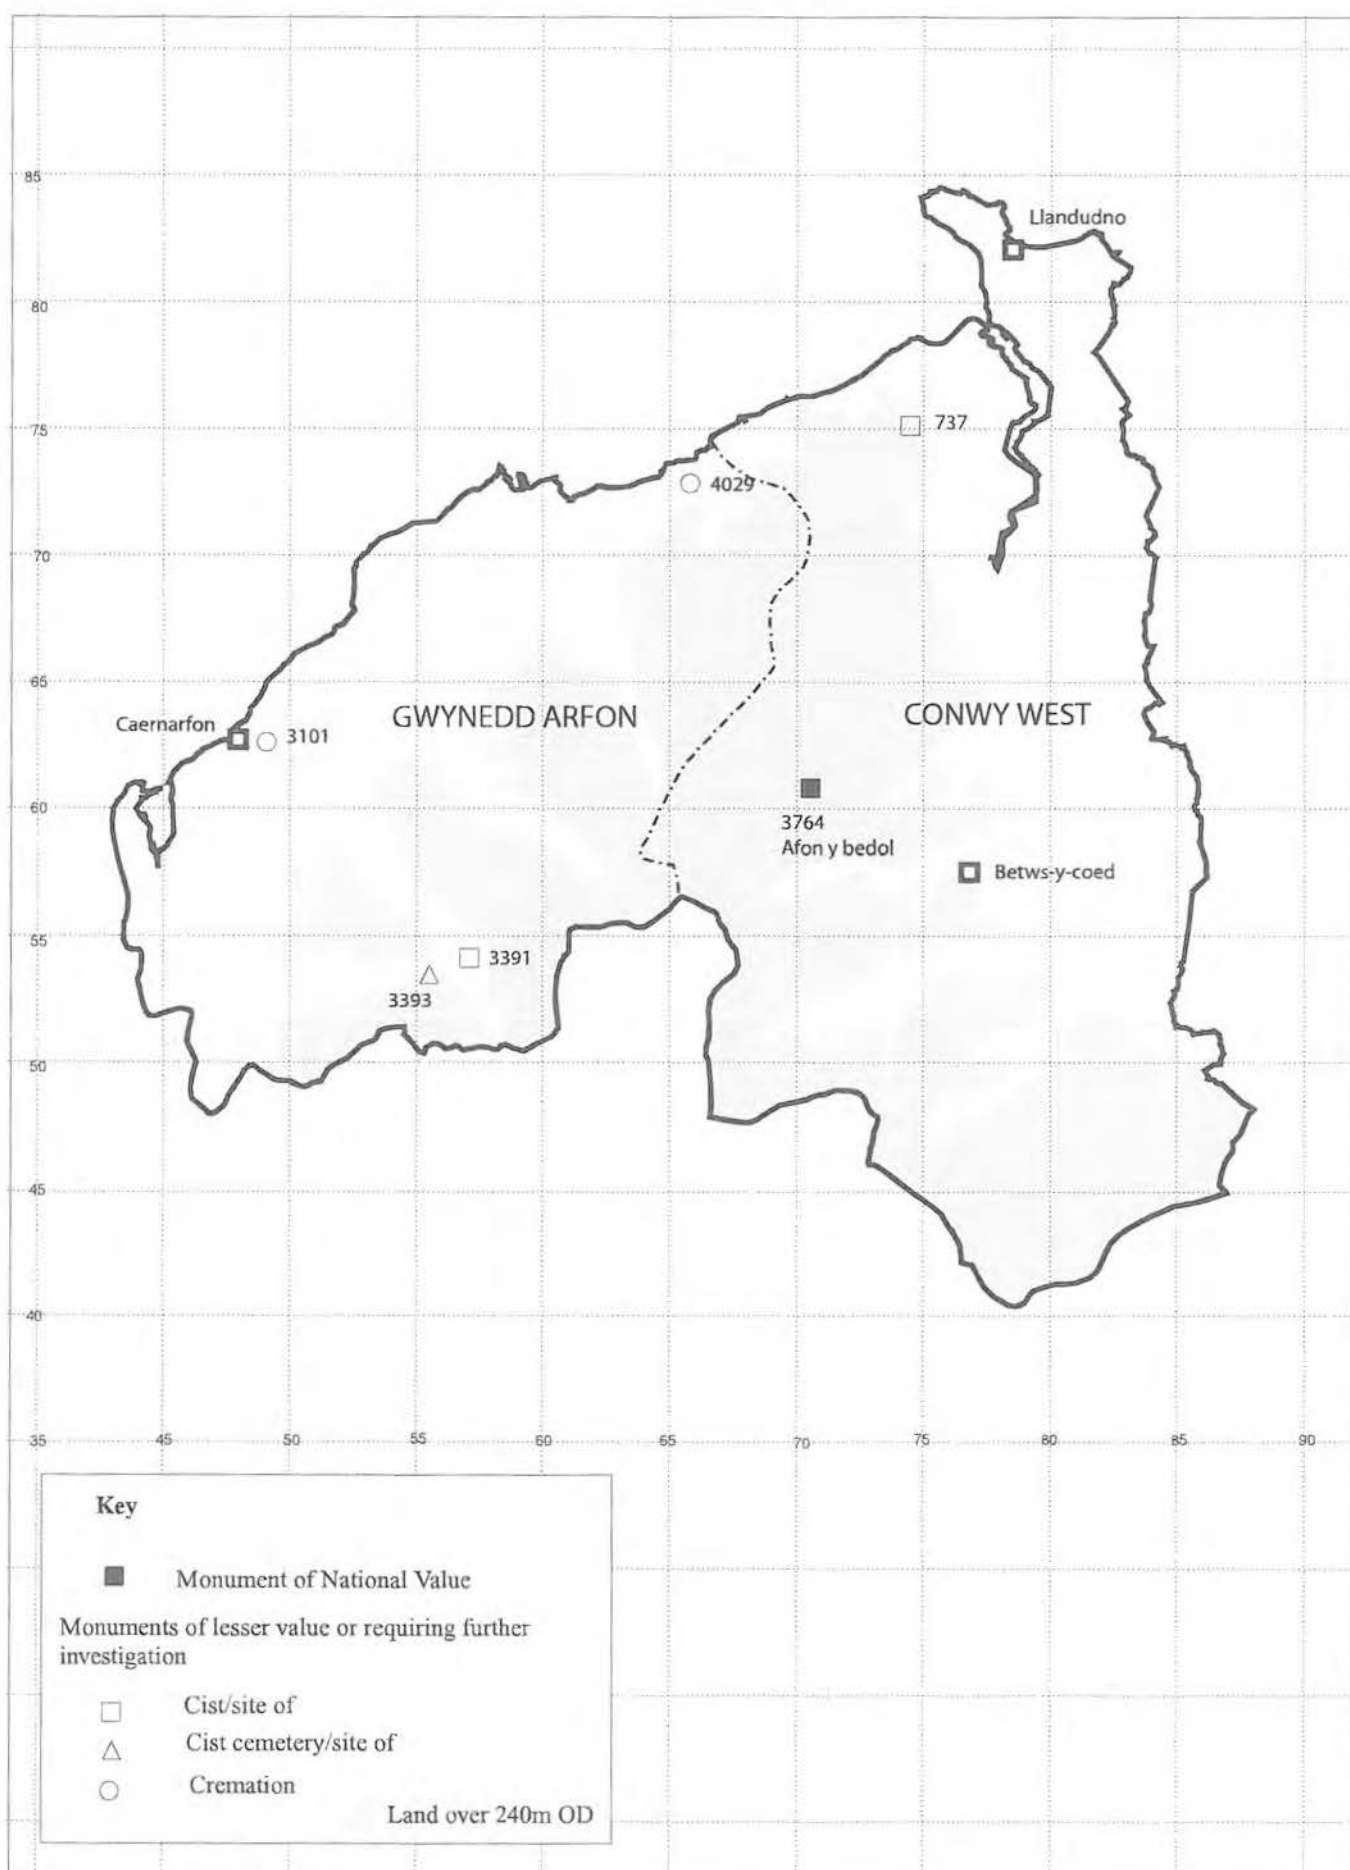 85
Llandudno
80
75
737
4029
70
65
Caernarfon
3101
GWYNEDD ARFON
CONWY WEST
60
3764
Afon y bedol
Betws-y-coed
55
3391
3393
50
45
40
35 45 50 55 60 65 70 75 80 85 90
Key
Monument of National Value
Monuments of lesser value or requiring further
investigation
Cist/site of
Cist cemetery/site of
Cremation
Land over 240m OD